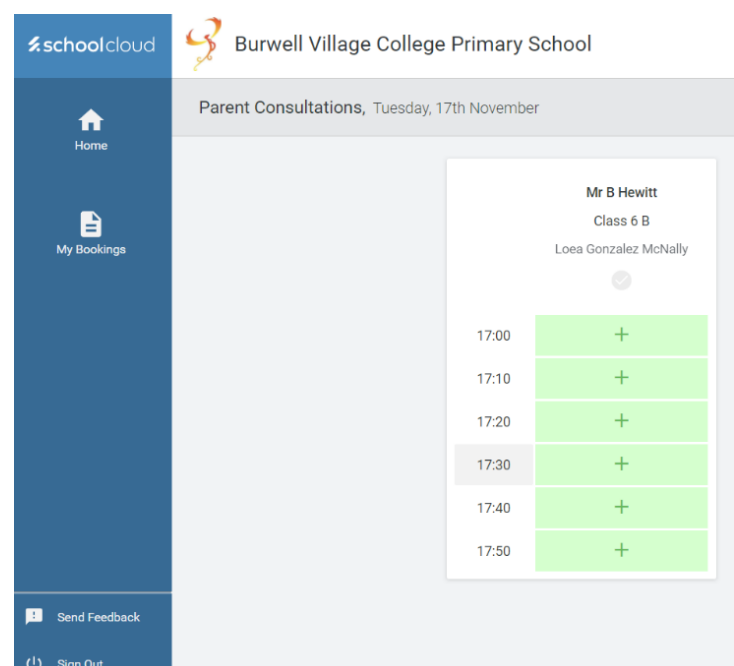 schoolcloud
Burwell Village College Primary School
Parent Consultations, Tuesday, 17th November
Home
My Bookings
Mr B Hewitt
Class 6 B
Loea Gonzalez McNally
17:00 +
17:10 +
17:20 +
17:30 +
17:40 +
17:50 +
Send Feedback
Sign Out